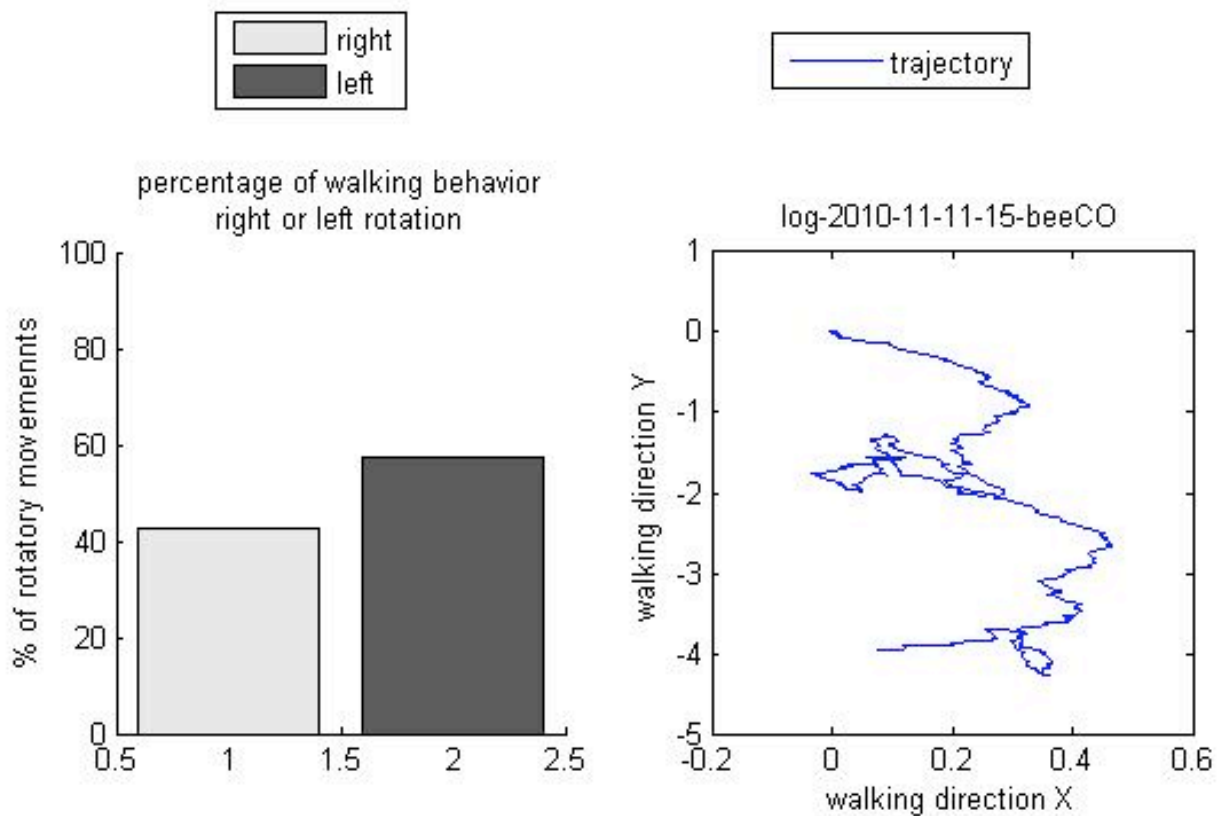 right
left
percentage of walking behavior
right or left rotation
% of rotatory movemennts
100
80
60
40
20
0
0.5
1
1.5
2
2.5
trajectory
log-2010-11-11-15-beeCO
walking direction Y
1
0
-1
-2
-3
-4
-5
-0.2
0
0.2
0.4
0.6
walking direction X